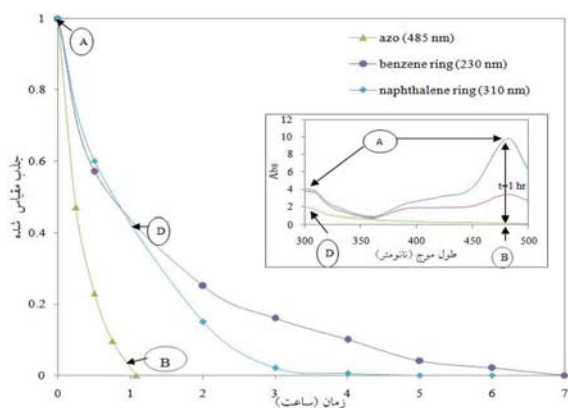 1
0.8
0.6
0.4
0.2
0
0 1 2 3 4 5 6 7
جذب مقیاس شده
زمان (ساعت)
azo (485 nm)
benzene ring (230 nm)
naphthalene ring (310 nm)
A
D
B
12
10
8
6
4
2
0
Abs
300 350 400 450 500
طول موج (نانومتر)
A
t=1 hr
D
B